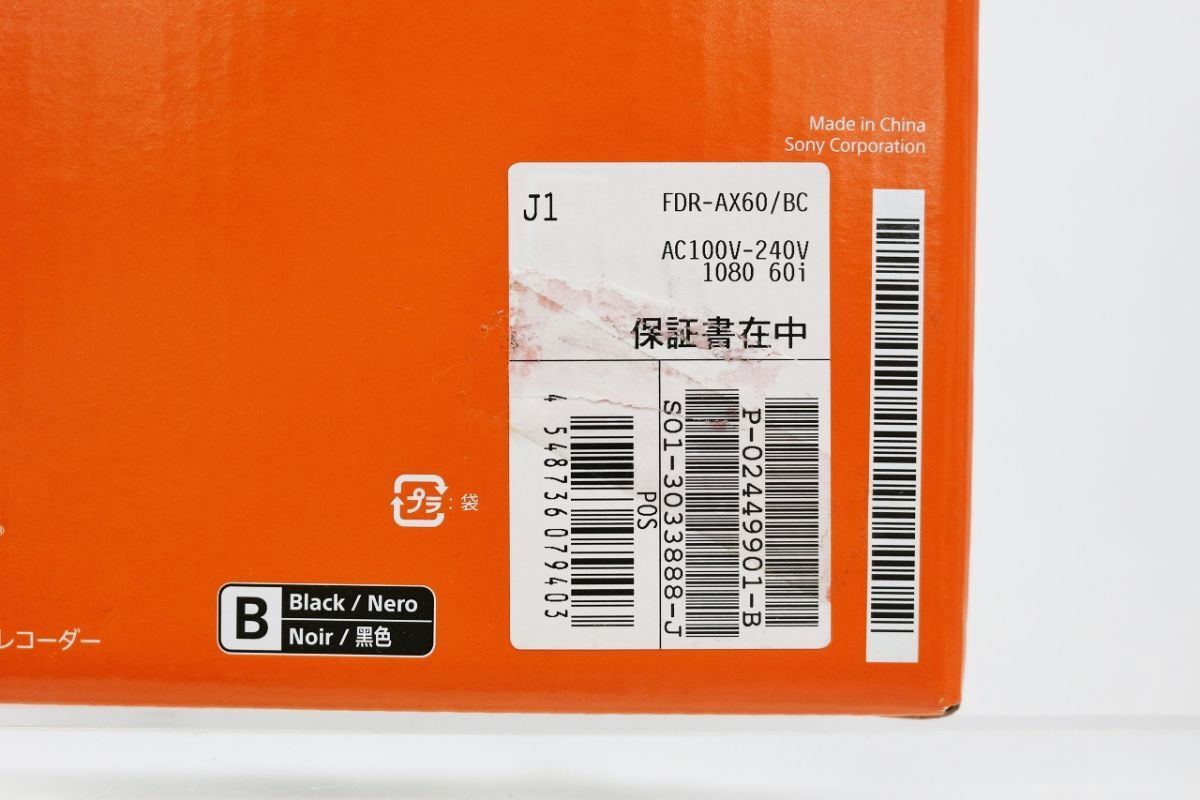 Made in China
Sony Corporation
J1
FDR-AX60/BC
AC100V-240V
1080 60i
保証書在中
4 548736 079403
POS
S01-3033888-J
P-02449901-B
プラ : 袋
B
Black / Nero
Noir / 黑色
レコーダー
®